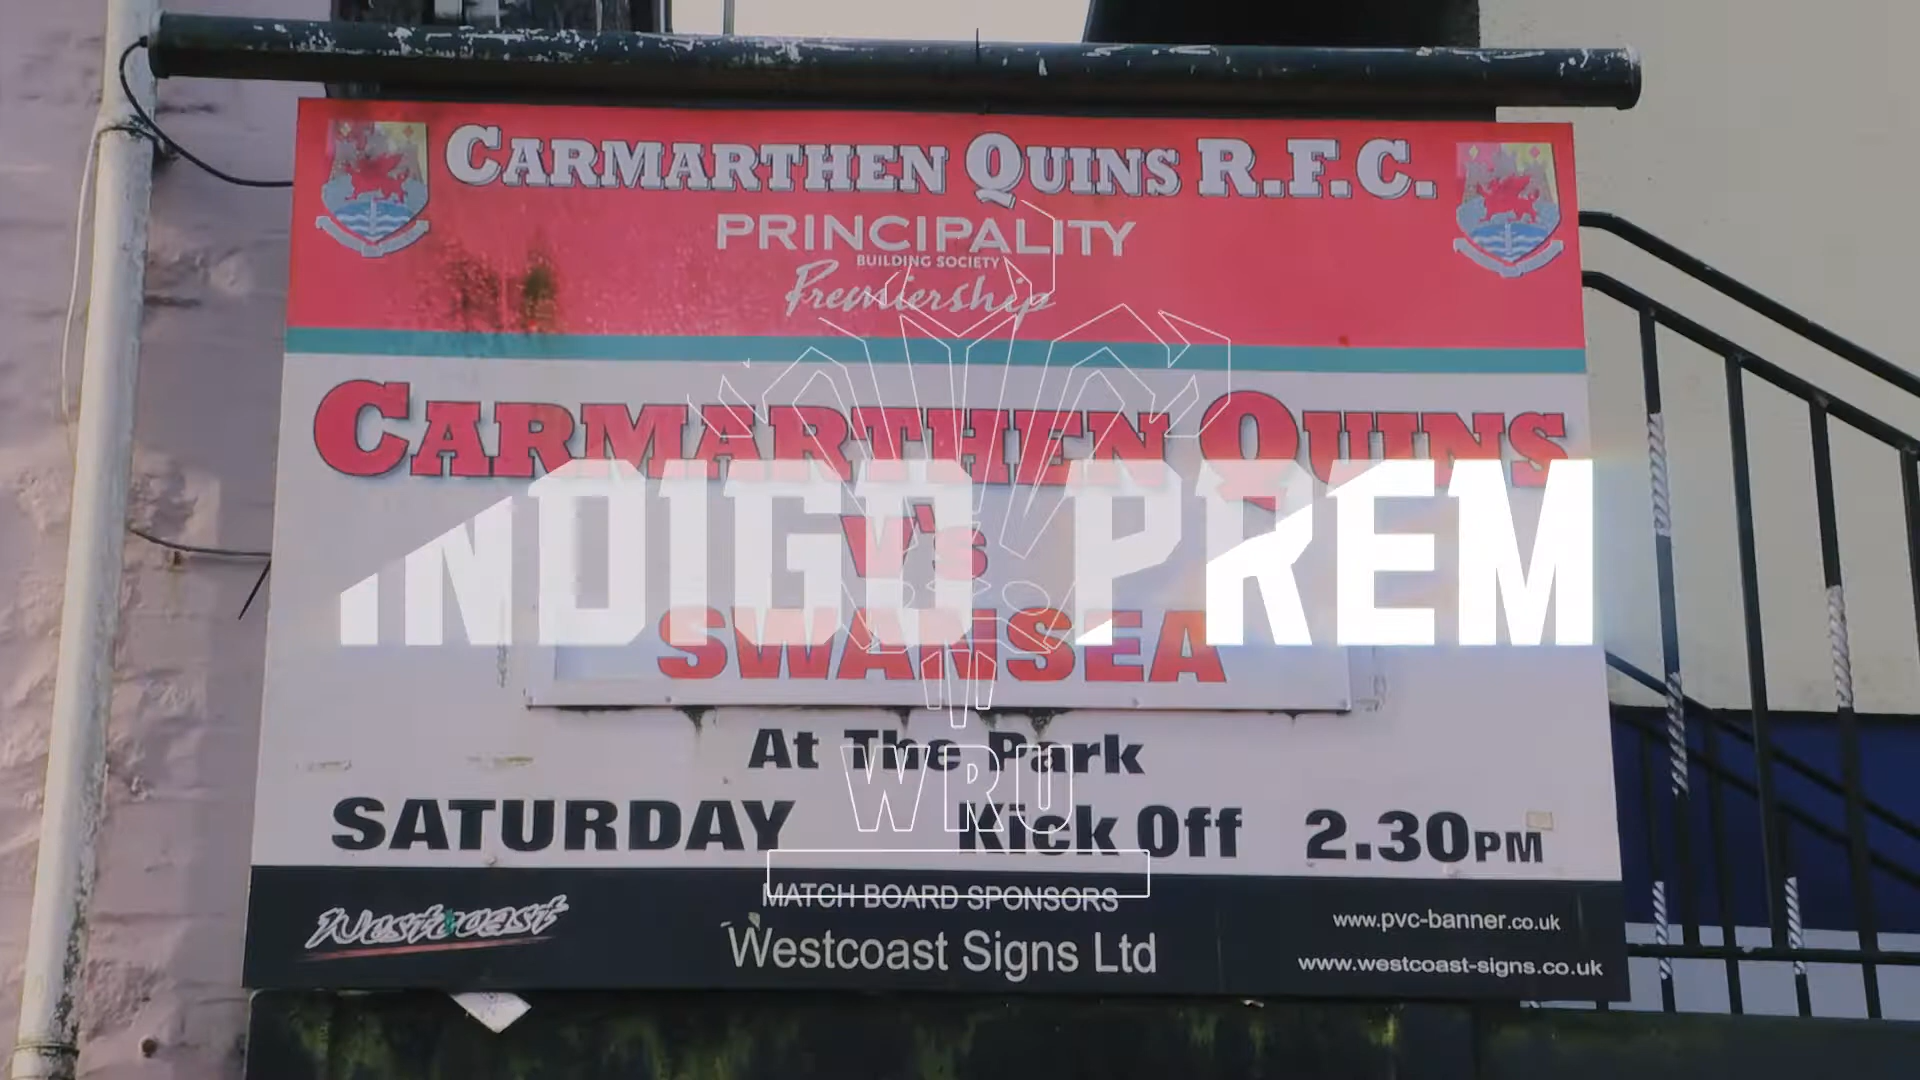 CARMARTHEN QUINS R.F.C.
PRINCIPALITY
BUILDING SOCIETY
Premiership
CARMARTHEN QUINS
INDIGO PREM
V's
SWANSEA
At The Park
WRU
SATURDAY Kick Off 2.30PM
MATCH BOARD SPONSORS
Westcoast
Westcoast Signs Ltd
www.pvc-banner.co.uk
www.westcoast-signs.co.uk